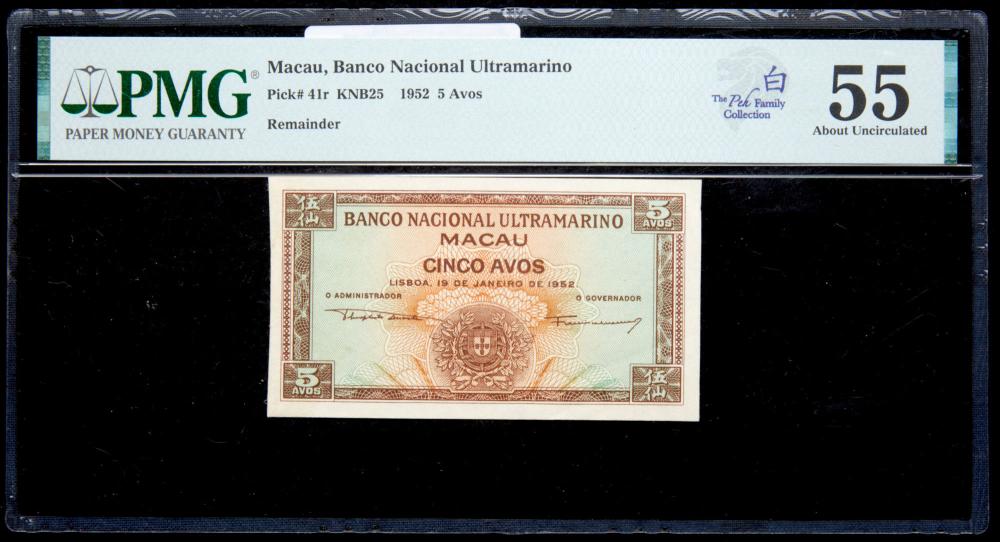 PMG®
PAPER MONEY GUARANTY
Macau, Banco Nacional Ultramarino
Pick# 41r KNB25 1952 5 Avos
Remainder
白
The Peh Family
Collection
55
About Uncirculated
伍仙
5
AVOS
BANCO NACIONAL ULTRAMARINO
MACAU
CINCO AVOS
LISBOA, 19 DE JANEIRO DE 1952
O ADMINISTRADOR
O GOVERNADOR
5
AVOS
伍仙